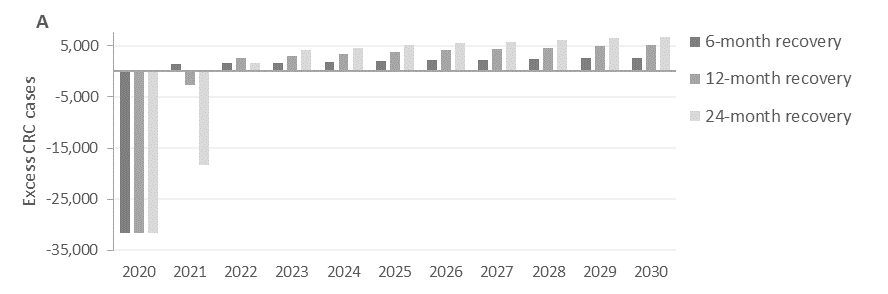 A
Excess CRC cases
5,000
-5,000
-15,000
-25,000
-35,000
2020 2021 2022 2023 2024 2025 2026 2027 2028 2029 2030
6-month recovery
12-month recovery
24-month recovery